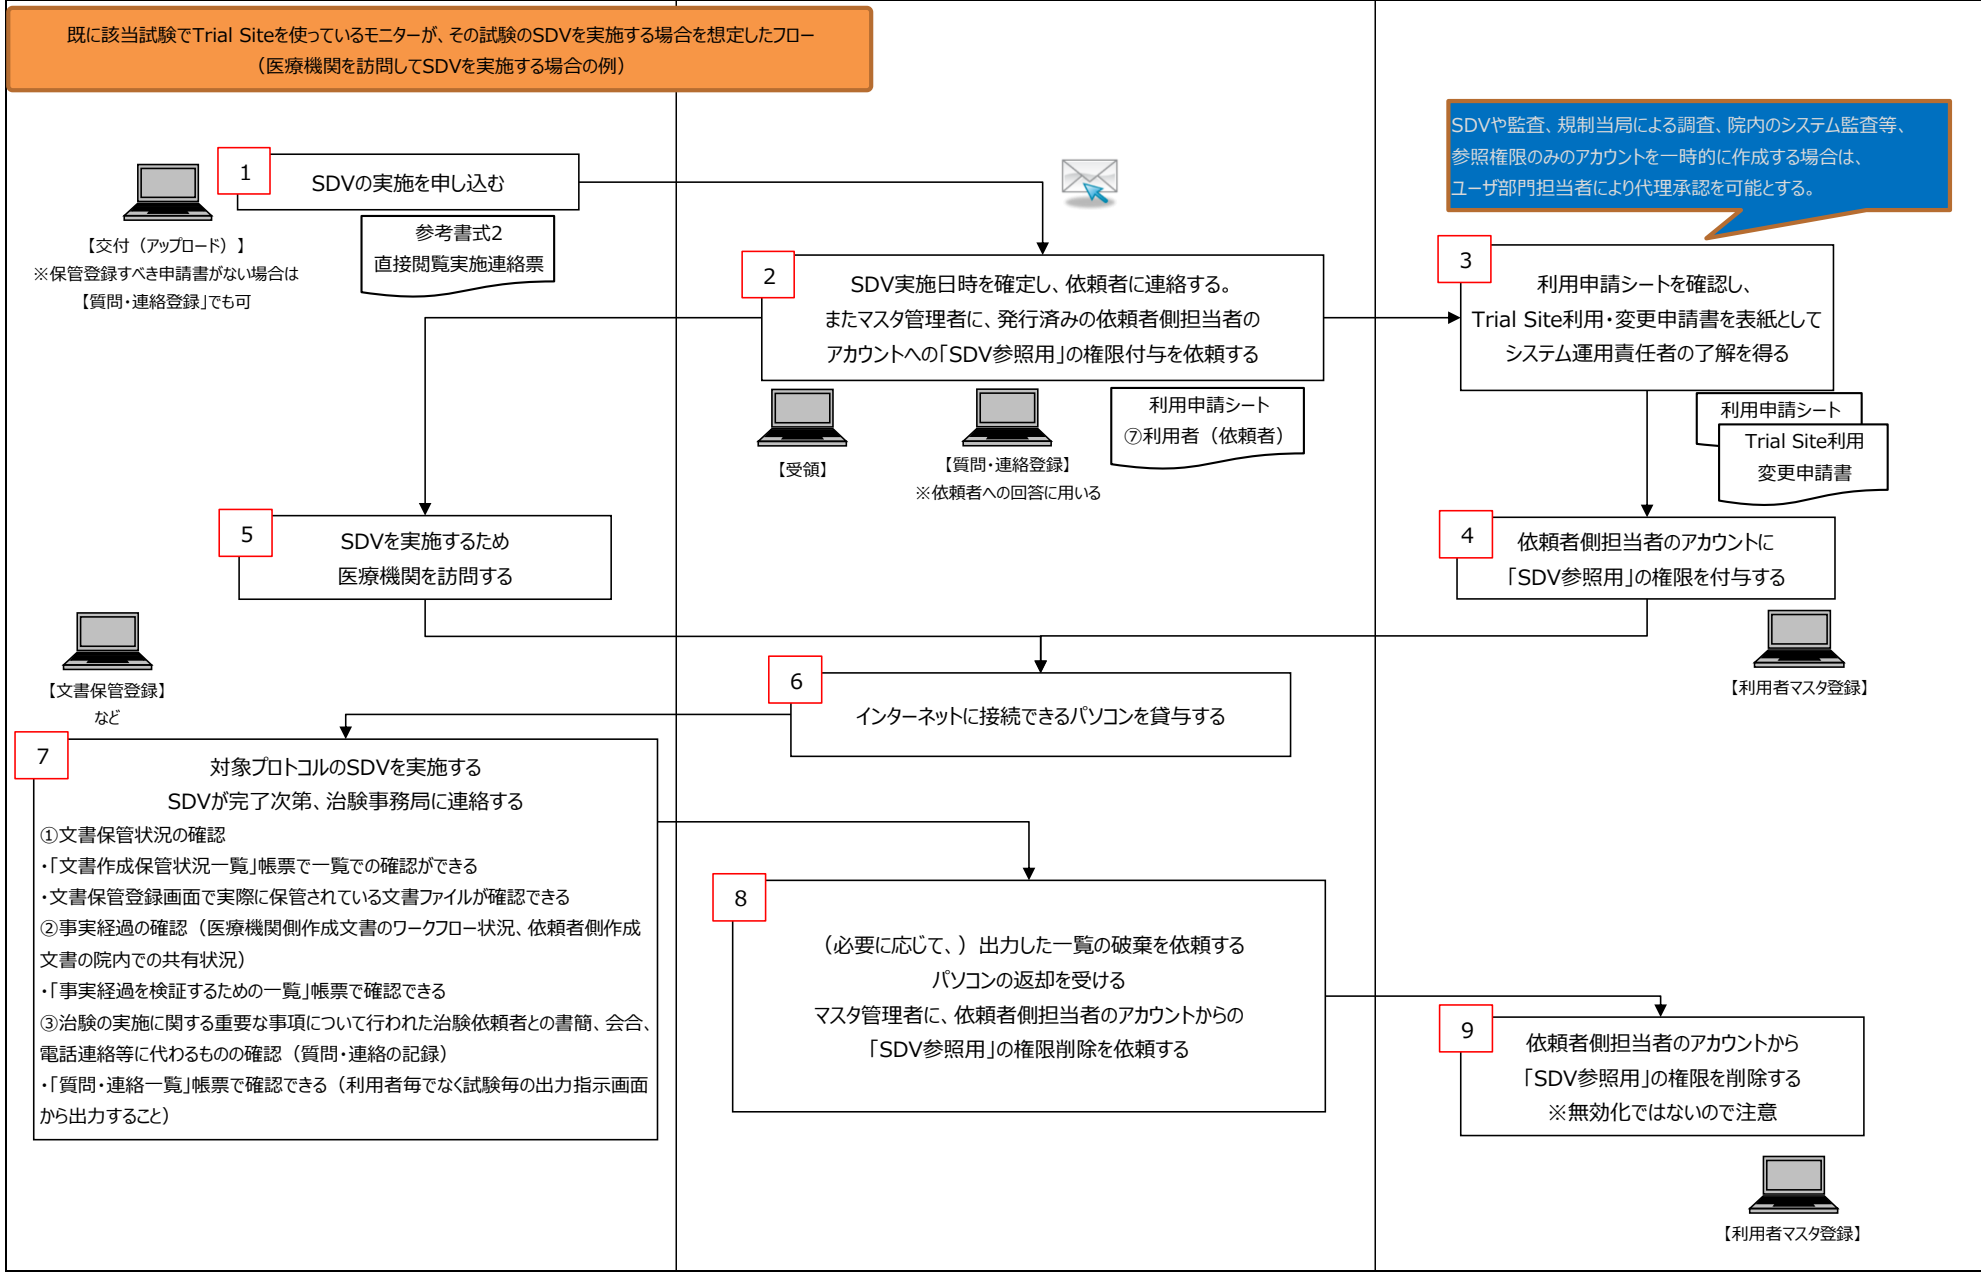 既に該当試験でTrial Siteを使っているモニターが、その試験のSDVを実施する場合を想定したフロー
（医療機関を訪問してSDVを実施する場合の例）
SDVや監査、規制当局による調査、院内のシステム監査等、
参照権限のみのアカウントを一時的に作成する場合は、
ユーザ部門担当者により代理承認を可能とする。
1
SDVの実施を申し込む
【交付（アップロード）】
※保管登録すべき申請書がない場合は
【質問・連絡登録」でも可
参考書式2
直接閲覧実施連絡票
2
SDV実施日時を確定し、依頼者に連絡する。
またマスタ管理者に、発行済みの依頼者側担当者の
アカウントへの「SDV参照用」の権限付与を依頼する
【受領】
【質問・連絡登録】
※依頼者への回答に用いる
利用申請シート
⑦利用者（依頼者）
3
利用申請シートを確認し、
Trial Site利用・変更申請書を表紙として
システム運用責任者の了解を得る
利用申請シート
Trial Site利用
変更申請書
4
依頼者側担当者のアカウントに
「SDV参照用」の権限を付与する
【利用者マスタ登録】
5
SDVを実施するため
医療機関を訪問する
6
インターネットに接続できるパソコンを貸与する
【文書保管登録】
など
7
対象プロトコルのSDVを実施する
SDVが完了次第、治験事務局に連絡する
①文書保管状況の確認
・「文書作成保管状況一覧」帳票で一覧での確認ができる
・文書保管登録画面で実際に保管されている文書ファイルが確認できる
②事実経過の確認（医療機関側作成文書のワークフロー状況、依頼者側作成
文書の院内での共有状況）
・「事実経過を検証するための一覧」帳票で確認できる
③治験の実施に関する重要な事項について行われた治験依頼者との書簡、会合、
電話連絡等に代わるものの確認（質問・連絡の記録）
・「質問・連絡一覧」帳票で確認できる（利用者毎でなく試験毎の出力指示画面
から出力すること）
8
（必要に応じて、）出力した一覧の破棄を依頼する
パソコンの返却を受ける
マスタ管理者に、依頼者側担当者のアカウントからの
「SDV参照用」の権限削除を依頼する
9
依頼者側担当者のアカウントから
「SDV参照用」の権限を削除する
※無効化ではないので注意
【利用者マスタ登録】